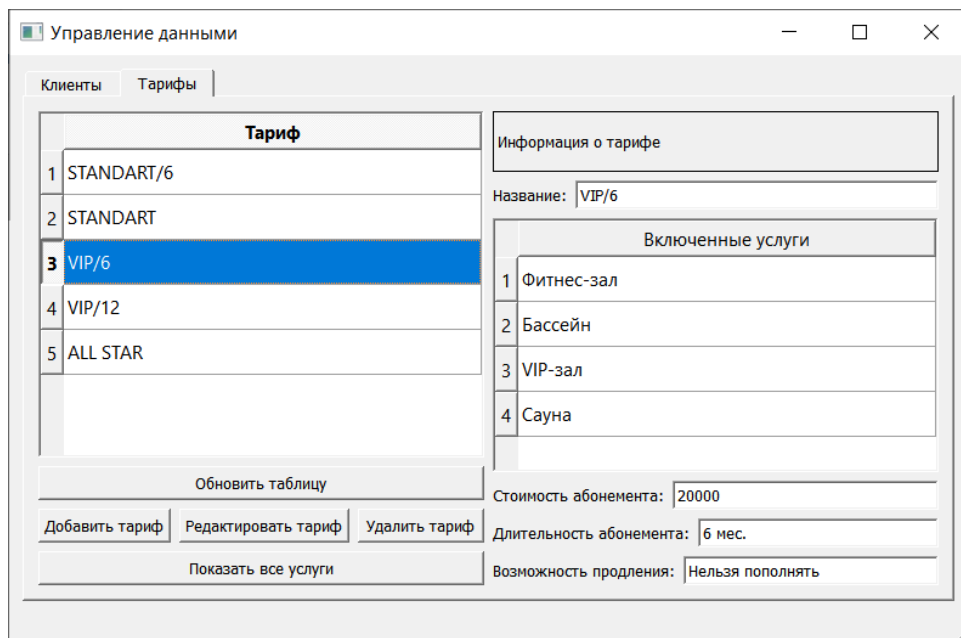 Управление данными
Клиенты Тарифы
Тариф
1 STANDART/6
2 STANDART
3 VIP/6
4 VIP/12
5 ALL STAR
Обновить таблицу
Добавить тариф Редактировать тариф Удалить тариф
Показать все услуги
Информация о тарифе
Название: VIP/6
Включенные услуги
1 Фитнес-зал
2 Бассейн
3 VIP-зал
4 Сауна
Стоимость абонемента: 20000
Длительность абонемента: 6 мес.
Возможность продления: Нельзя пополнять